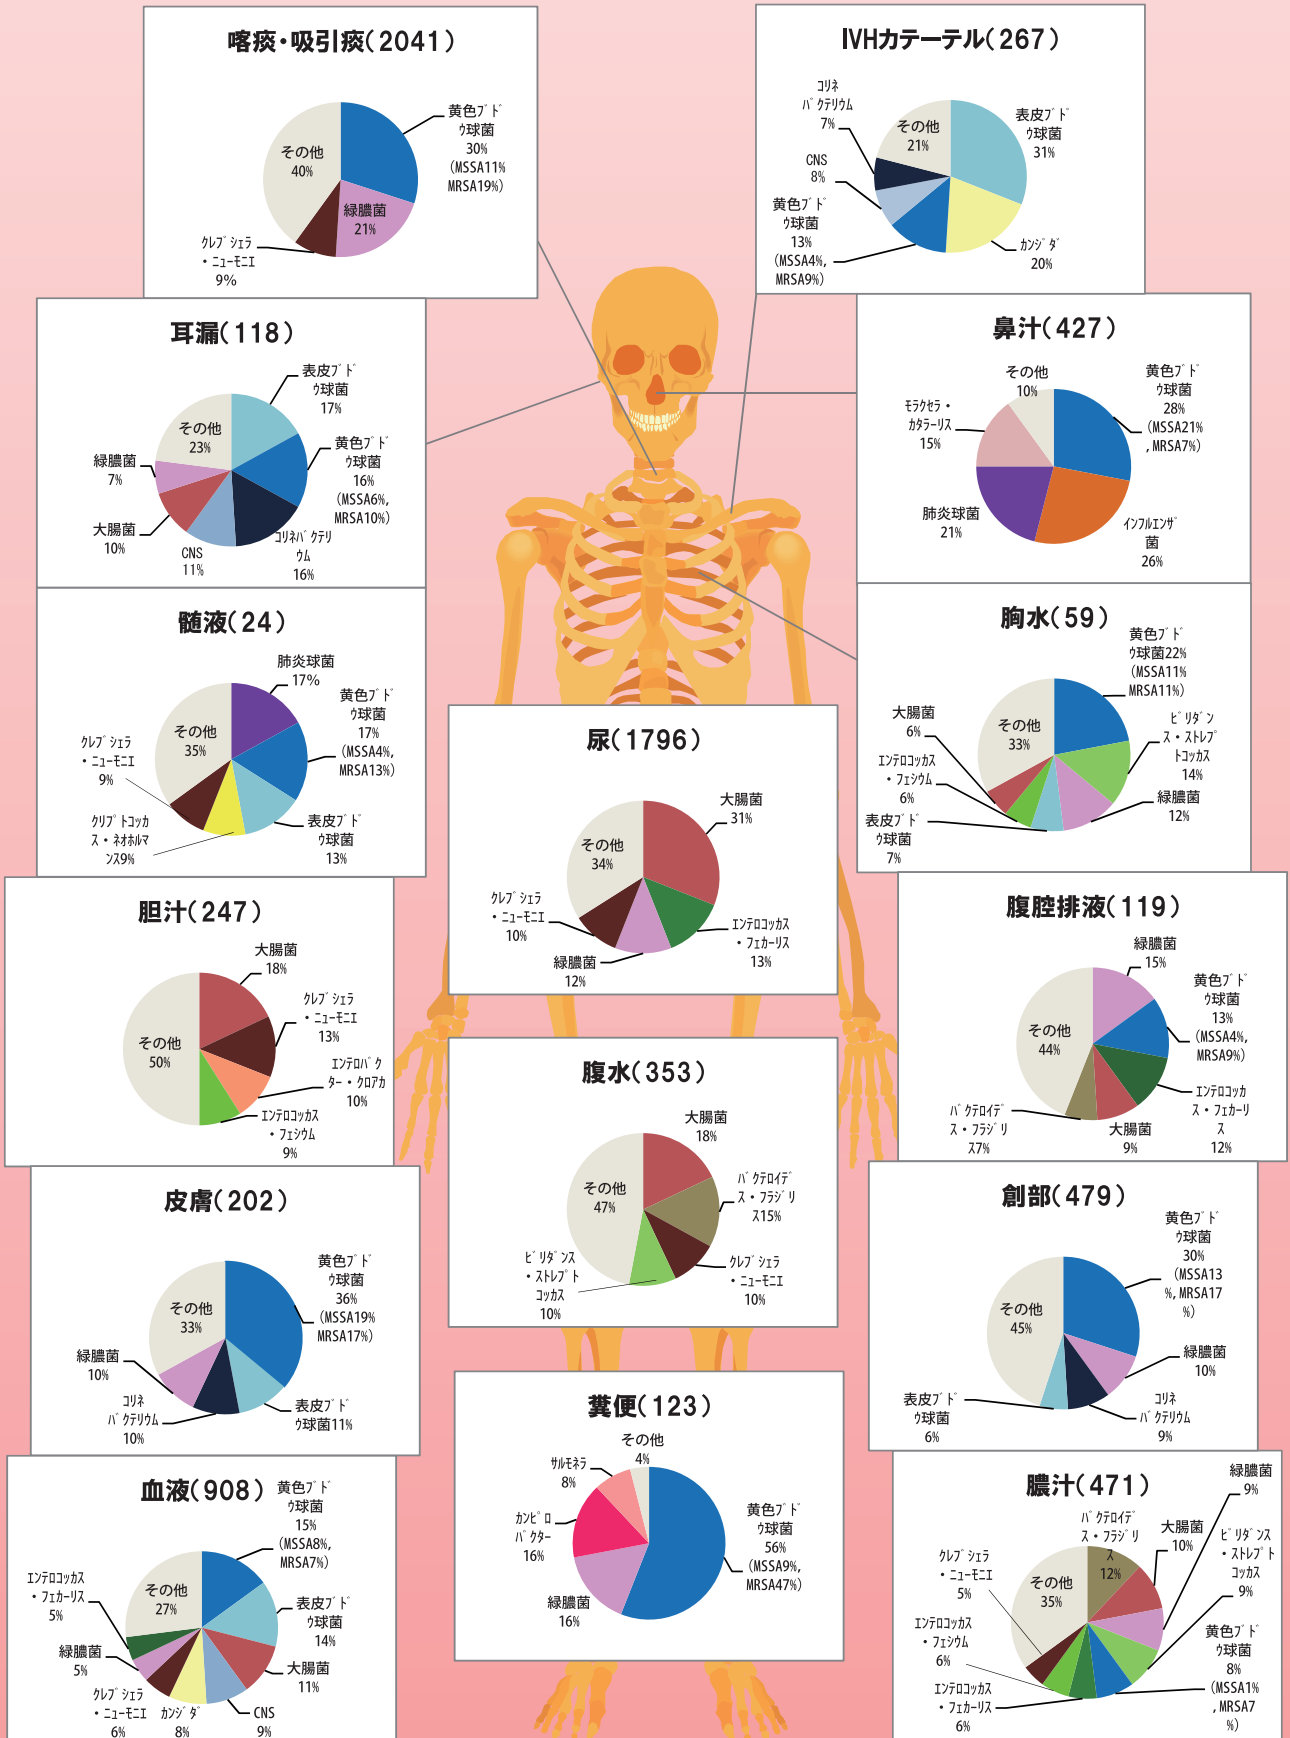 喀痰・吸引痰(2041)
黄色ﾌﾞﾄﾞ
ｳ球菌
30%
(MSSA11%
MRSA19%)
緑膿菌
21%
ｸﾚﾌﾞｼｪﾗ
・ﾆｭｰﾓﾆｴ
9%
その他
40%
IVHカテーテル(267)
表皮ﾌﾞﾄﾞ
ｳ球菌
31%
ｶﾝｼﾞﾀﾞ
20%
黄色ﾌﾞﾄﾞ
ｳ球菌
13%
(MSSA4%,
MRSA9%)
CNS
8%
ｺﾘﾈ
ﾊﾞｸﾃﾘｳﾑ
7%
その他
21%
耳漏(118)
表皮ﾌﾞﾄﾞ
ｳ球菌
17%
黄色ﾌﾞﾄﾞ
ｳ球菌
16%
(MSSA6%,
MRSA10%)
ｺﾘﾈﾊﾞｸﾃﾘ
ｳﾑ
16%
CNS
11%
大腸菌
10%
緑膿菌
7%
その他
23%
鼻汁(427)
黄色ﾌﾞﾄﾞ
ｳ球菌
28%
(MSSA21%
, MRSA7%)
ｲﾝﾌﾙｴﾝｻﾞ
菌
26%
肺炎球菌
21%
ﾓﾗｸｾﾗ・
ｶﾀﾗｰﾘｽ
15%
その他
10%
髄液(24)
肺炎球菌
17%
黄色ﾌﾞﾄﾞ
ｳ球菌
17%
(MSSA4%,
MRSA13%)
表皮ﾌﾞﾄﾞ
ｳ球菌
13%
ｸﾘﾌﾟﾄｺｯｶ
ｽ・ﾈｵﾎﾙﾏ
ﾝｽ9%
ｸﾚﾌﾞｼｪﾗ
・ﾆｭｰﾓﾆｴ
9%
その他
35%
胸水(59)
黄色ﾌﾞﾄﾞ
ｳ球菌22%
(MSSA11%
MRSA11%)
ﾋﾞﾘﾀﾞﾝ
ｽ・ｽﾄﾚﾌﾟ
ﾄｺｯｶｽ
14%
緑膿菌
12%
表皮ﾌﾞﾄﾞ
ｳ球菌
7%
ｴﾝﾃﾛｺｯｶｽ
・ﾌｪｼｳﾑ
6%
大腸菌
6%
その他
33%
尿(1796)
大腸菌
31%
ｴﾝﾃﾛｺｯｶｽ
・ﾌｪｶｰﾘｽ
13%
緑膿菌
12%
ｸﾚﾌﾞｼｪﾗ
・ﾆｭｰﾓﾆｴ
10%
その他
34%
胆汁(247)
大腸菌
18%
ｸﾚﾌﾞｼｪﾗ
・ﾆｭｰﾓﾆｴ
13%
ｴﾝﾃﾛﾊﾞｸ
ﾀｰ・ｸﾛｱｶ
10%
ｴﾝﾃﾛｺｯｶｽ
・ﾌｪｼｳﾑ
9%
その他
50%
腹腔排液(119)
緑膿菌
15%
黄色ﾌﾞﾄﾞ
ｳ球菌
13%
(MSSA4%,
MRSA9%)
ｴﾝﾃﾛｺｯｶ
ｽ・ﾌｪｶｰﾘ
ｽ
12%
大腸菌
9%
ﾊﾞｸﾃﾛｲﾃﾞ
ｽ・ﾌﾗｼﾞﾘ
ｽ7%
その他
44%
腹水(353)
大腸菌
18%
ﾊﾞｸﾃﾛｲﾃﾞ
ｽ・ﾌﾗｼﾞﾘ
ｽ15%
ｸﾚﾌﾞｼｪﾗ
・ﾆｭｰﾓﾆｴ
10%
ﾋﾞﾘﾀﾞﾝｽ
・ｽﾄﾚﾌﾟﾄ
ｺｯｶｽ
10%
その他
47%
皮膚(202)
黄色ﾌﾞﾄﾞ
ｳ球菌
36%
(MSSA19%
MRSA17%)
表皮ﾌﾞﾄﾞ
ｳ球菌11%
ｺﾘﾈ
ﾊﾞｸﾃﾘｳﾑ
10%
緑膿菌
10%
その他
33%
創部(479)
黄色ﾌﾞﾄﾞ
ｳ球菌
30%
(MSSA13
%, MRSA17
%)
緑膿菌
10%
ｺﾘﾈ
ﾊﾞｸﾃﾘｳﾑ
9%
表皮ﾌﾞﾄﾞ
ｳ球菌
6%
その他
45%
糞便(123)
黄色ﾌﾞﾄﾞ
ｳ球菌
56%
(MSSA9%,
MRSA47%)
緑膿菌
16%
ｶﾝﾋﾟﾛ
ﾊﾞｸﾀｰ
16%
ｻﾙﾓﾈﾗ
8%
その他
4%
血液(908)
黄色ﾌﾞﾄﾞ
ｳ球菌
15%
(MSSA8%,
MRSA7%)
表皮ﾌﾞﾄﾞ
ｳ球菌
14%
大腸菌
11%
CNS
9%
ｶﾝｼﾞﾀﾞ
8%
ｸﾚﾌﾞｼｪﾗ
・ﾆｭｰﾓﾆｴ
6%
緑膿菌
5%
ｴﾝﾃﾛｺｯｶｽ
・ﾌｪｶｰﾘｽ
5%
その他
27%
膿汁(471)
ﾊﾞｸﾃﾛｲﾃﾞ
ｽ・ﾌﾗｼﾞﾘ
ｽ
12%
大腸菌
10%
緑膿菌
9%
ﾋﾞﾘﾀﾞﾝｽ
・ｽﾄﾚﾌﾟﾄ
ｺｯｶｽ
9%
黄色ﾌﾞﾄﾞ
ｳ球菌
8%
(MSSA1%
, MRSA7
%)
ｴﾝﾃﾛｺｯｶｽ
・ﾌｪｶｰﾘｽ
6%
ｴﾝﾃﾛｺｯｶｽ
・ﾌｪｼｳﾑ
6%
ｸﾚﾌﾞｼｪﾗ
・ﾆｭｰﾓﾆｴ
5%
その他
35%